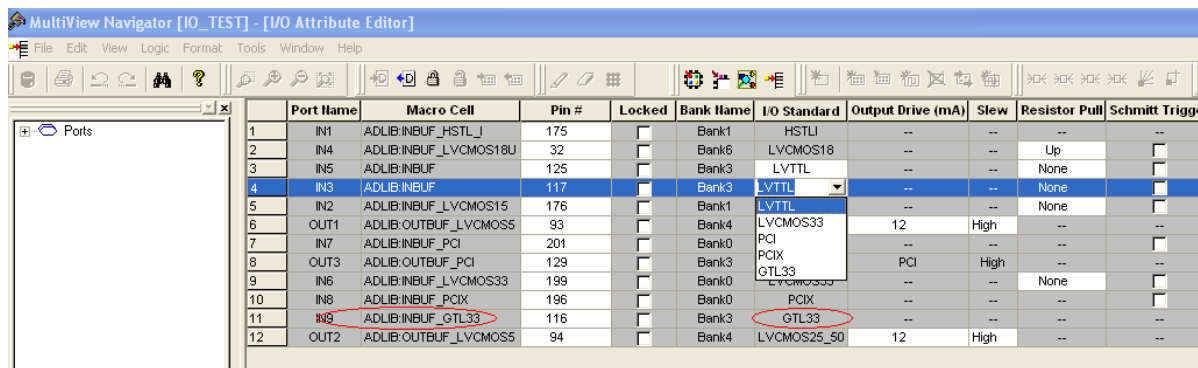 MultiView Navigator [IO_TEST] - [I/O Attribute Editor]
File Edit View Logic Format Tools Window Help
Ports
Port Name Macro Cell Pin # Locked Bank Name I/O Standard Output Drive (mA) Slew Resistor Pull Schmitt Trigg
1 IN1 ADLIB:INBUF_HSTL_I 175 Bank1 HSTLI -- -- -- --
2 IN4 ADLIB:INBUF_LVCMOS18U 32 Bank6 LVCMOS18 -- -- Up
3 IN5 ADLIB:INBUF 125 Bank3 LVTTL -- -- None
4 IN3 ADLIB:INBUF 117 Bank3 LVTTL -- -- None
5 IN2 ADLIB:INBUF_LVCMOS15 176 Bank1 LVTTL -- -- None
6 OUT1 ADLIB:OUTBUF_LVCMOS5 93 Bank4 LVCMOS33 12 High -- --
7 IN7 ADLIB:INBUF_PCI 201 Bank0 PCI -- -- --
8 OUT3 ADLIB:OUTBUF_PCI 129 Bank3 PCIX PCI High -- --
GTL33
9 IN6 ADLIB:INBUF_LVCMOS33 199 Bank0 -- -- None
10 IN8 ADLIB:INBUF_PCIX 196 Bank0 PCIX -- -- --
11 IN9 ADLIB:INBUF_GTL33 116 Bank3 GTL33 -- -- -- --
12 OUT2 ADLIB:OUTBUF_LVCMOS5 94 Bank4 LVCMOS25_50 12 High -- --